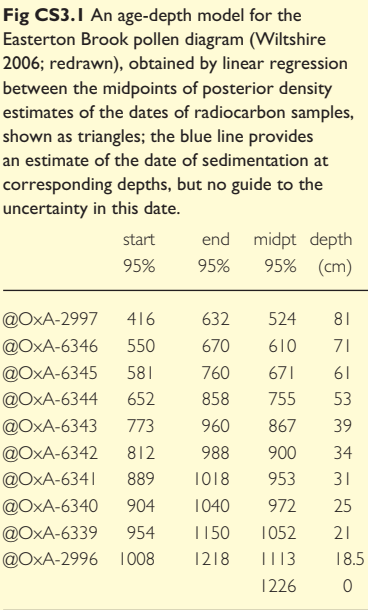 Fig CS3.1 An age-depth model for the
Easterton Brook pollen diagram (Wiltshire
2006; redrawn), obtained by linear regression
between the midpoints of posterior density
estimates of the dates of radiocarbon samples,
shown as triangles; the blue line provides
an estimate of the date of sedimentation at
corresponding depths, but no guide to the
uncertainty in this date.
start end midpt depth
95% 95% 95% (cm)
@OxA-2997 416 632 524 81
@OxA-6346 550 670 610 71
@OxA-6345 581 760 671 61
@OxA-6344 652 858 755 53
@OxA-6343 773 960 867 39
@OxA-6342 812 988 900 34
@OxA-6341 889 1018 953 31
@OxA-6340 904 1040 972 25
@OxA-6339 954 1150 1052 21
@OxA-2996 1008 1218 1113 18.5
1226 0